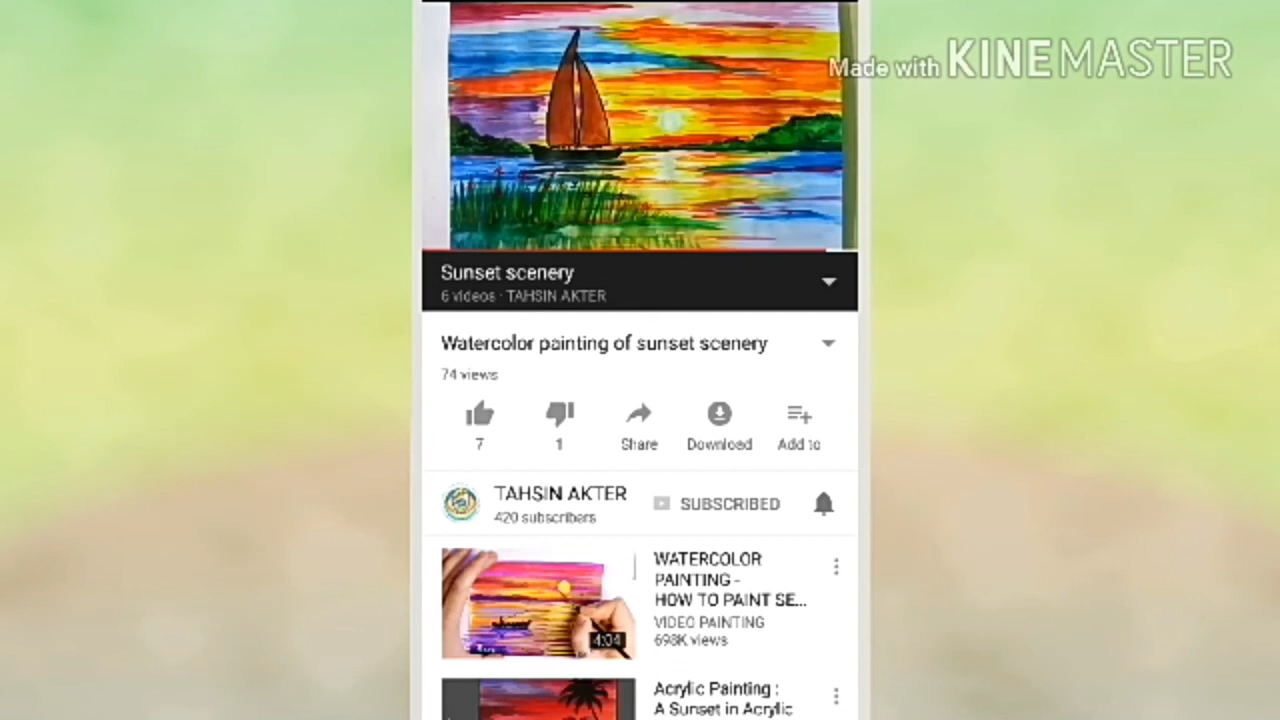 Made with KINEMASTER
Sunset scenery
6 videos · TAHSIN AKTER
Watercolor painting of sunset scenery
74 views
7
1
Share
Download
Add to
TAHSIN AKTER
SUBSCRIBED
420 subscribers
WATERCOLOR
PAINTING -
HOW TO PAINT SE...
VIDEO PAINTING
698K views
4:04
Acrylic Painting :
A Sunset in Acrylic